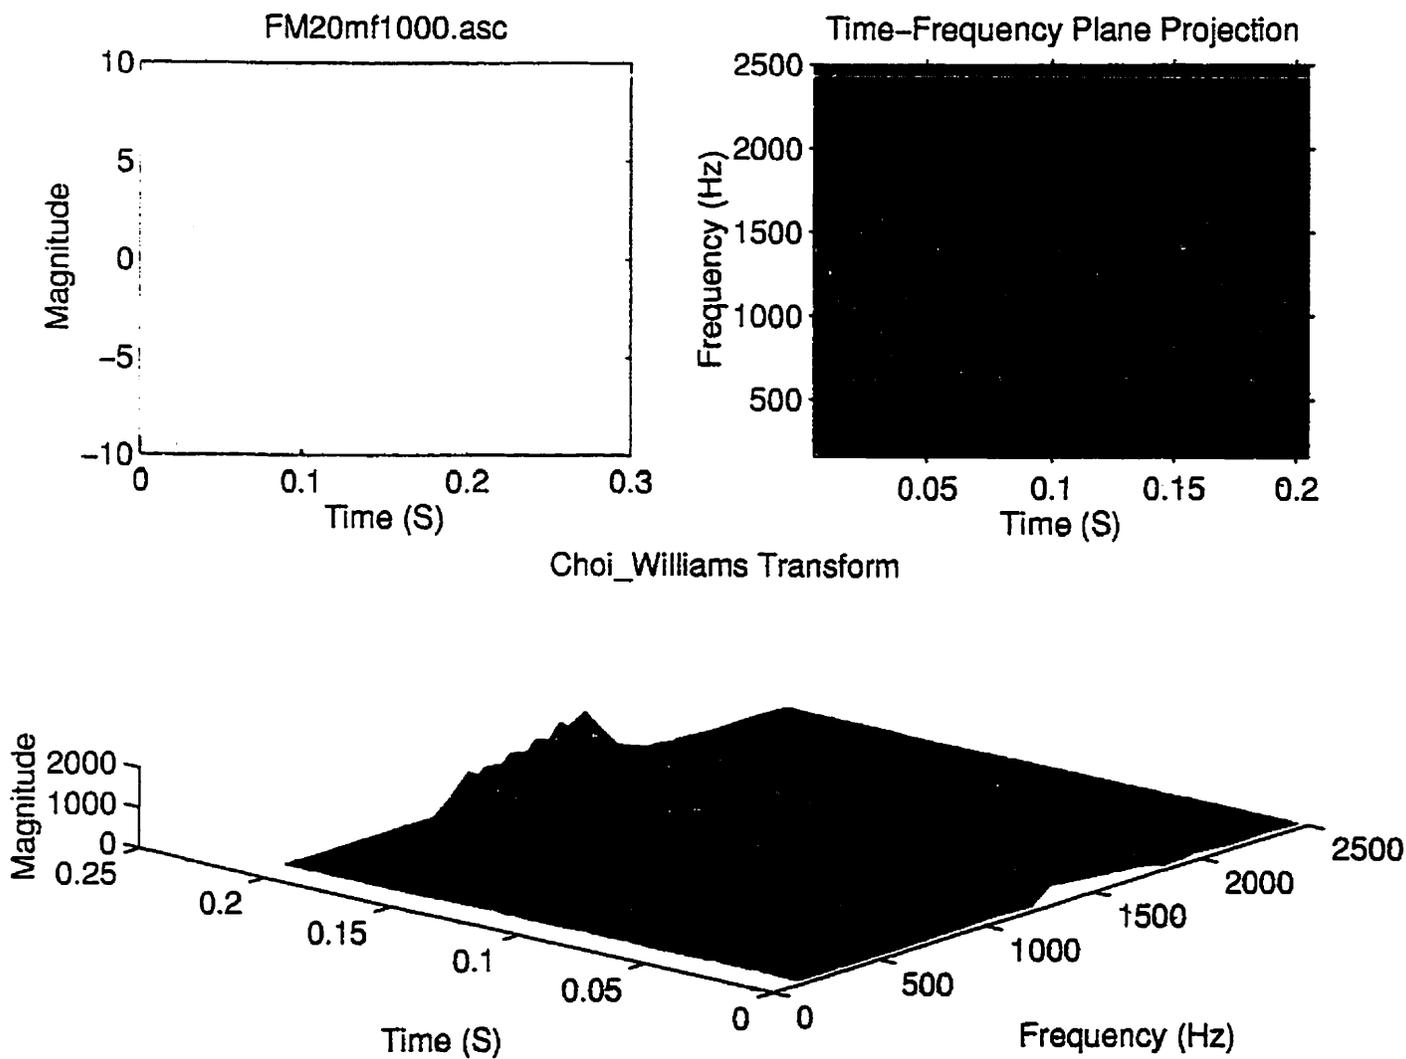 FM20mf1000.asc
10
5
0
−5
−10
Magnitude
0 0.1 0.2 0.3
Time (S)
Time−Frequency Plane Projection
2500
2000
1500
1000
500
Frequency (Hz)
0.05 0.1 0.15 0.2
Time (S)
Choi_Williams Transform
Magnitude
2000
1000
0
0.25
0.2
0.15
0.1
0.05
0
Time (S)
0
500
1000
1500
2000
2500
Frequency (Hz)